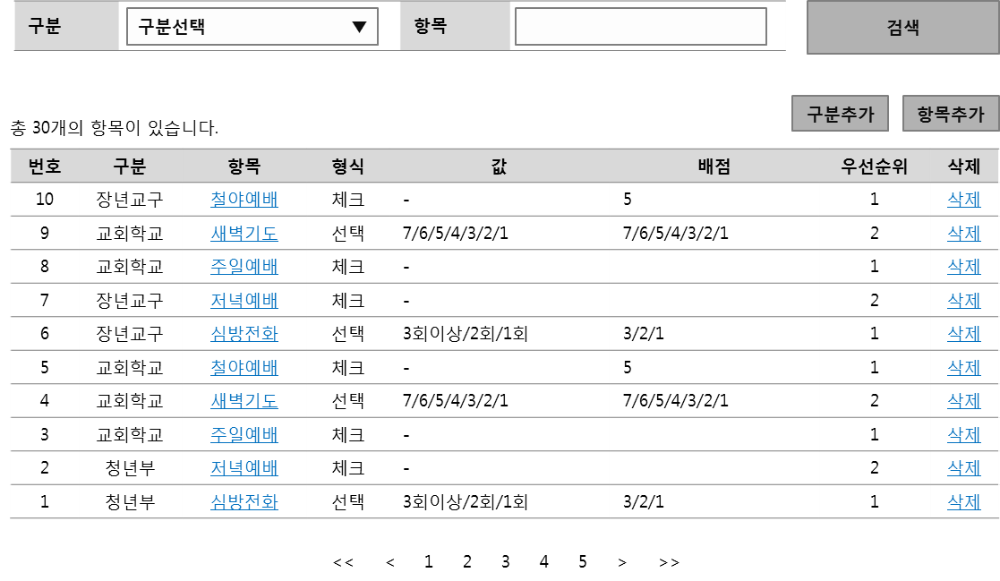 구분 구분선택 ▼ 항목 검색
구분추가 항목추가
총 30개의 항목이 있습니다.
번호 구분 항목 형식 값 배점 우선순위 삭제
10 장년교구 철야예배 체크 - 5 1 삭제
9 교회학교 새벽기도 선택 7/6/5/4/3/2/1 7/6/5/4/3/2/1 2 삭제
8 교회학교 주일예배 체크 - 1 삭제
7 장년교구 저녁예배 체크 - 2 삭제
6 장년교구 심방전화 선택 3회이상/2회/1회 3/2/1 1 삭제
5 교회학교 철야예배 체크 - 5 1 삭제
4 교회학교 새벽기도 선택 7/6/5/4/3/2/1 7/6/5/4/3/2/1 2 삭제
3 교회학교 주일예배 체크 - 1 삭제
2 청년부 저녁예배 체크 - 2 삭제
1 청년부 심방전화 선택 3회이상/2회/1회 3/2/1 1 삭제
<< < 1 2 3 4 5 > >>